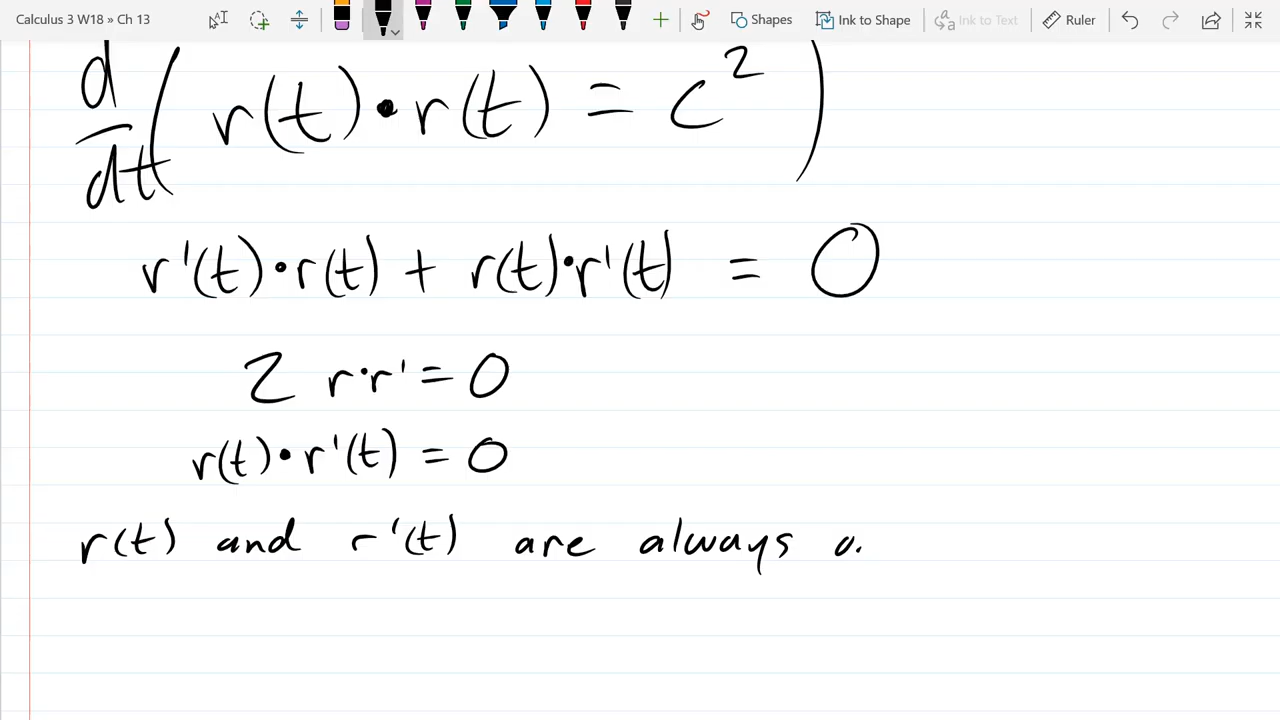 Calculus 3 W18 » Ch 13
Shapes
Ink to Shape
Ink to Text
Ruler
d/dt ( r(t)•r(t) = c² )
r'(t)•r(t) + r(t)•r'(t) = 0
2 r•r' = 0
r(t)•r'(t) = 0
r(t) and r'(t) are always o